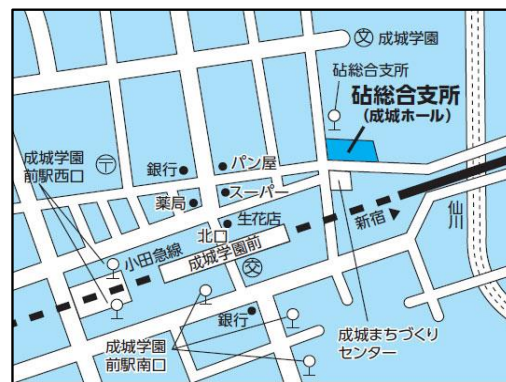 文 成城学園
砧総合支所
砧総合支所
(成城ホール)
成城学園
前駅西口
〒
銀行
パン屋
スーパー
薬局
生花店
北口
小田急線
成城学園前
新宿
仙川
交
銀行
成城学園
前駅南口
成城まちづくり
センター